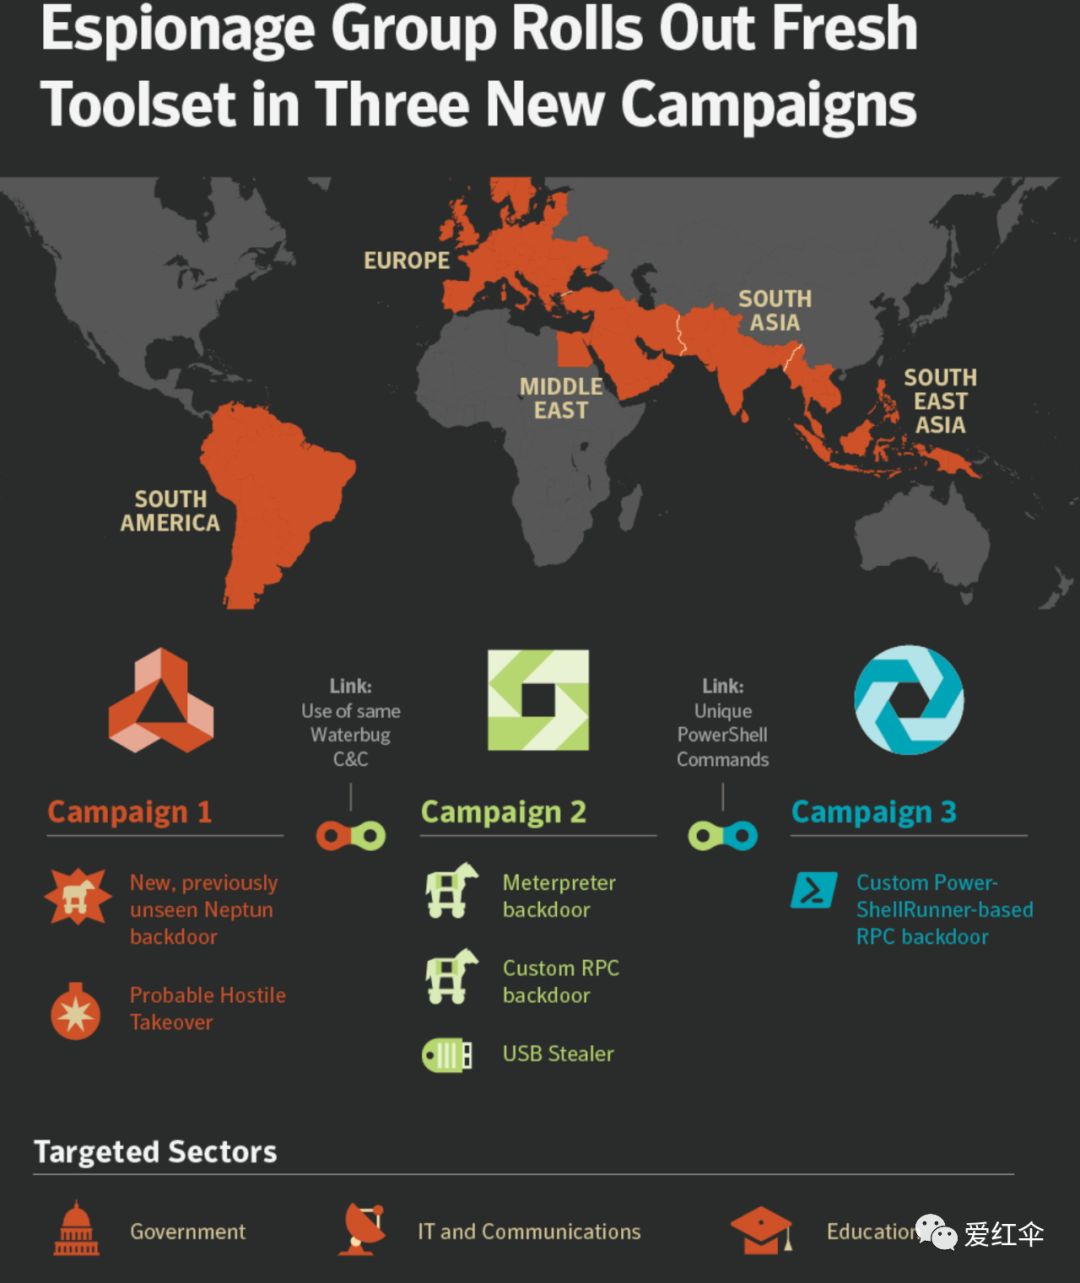 Espionage Group Rolls Out Fresh
Toolset in Three New Campaigns
EUROPE
SOUTH
ASIA
MIDDLE
EAST
SOUTH
EAST
ASIA
SOUTH
AMERICA
Link:
Use of same
Waterbug
C&C
Link:
Unique
PowerShell
Commands
Campaign 1
New, previously
unseen Neptun
backdoor
Probable Hostile
Takeover
Campaign 2
Meterpreter
backdoor
Custom RPC
backdoor
USB Stealer
Campaign 3
Custom Power-
ShellRunner-based
RPC backdoor
Targeted Sectors
Government
IT and Communications
Education
爱红伞